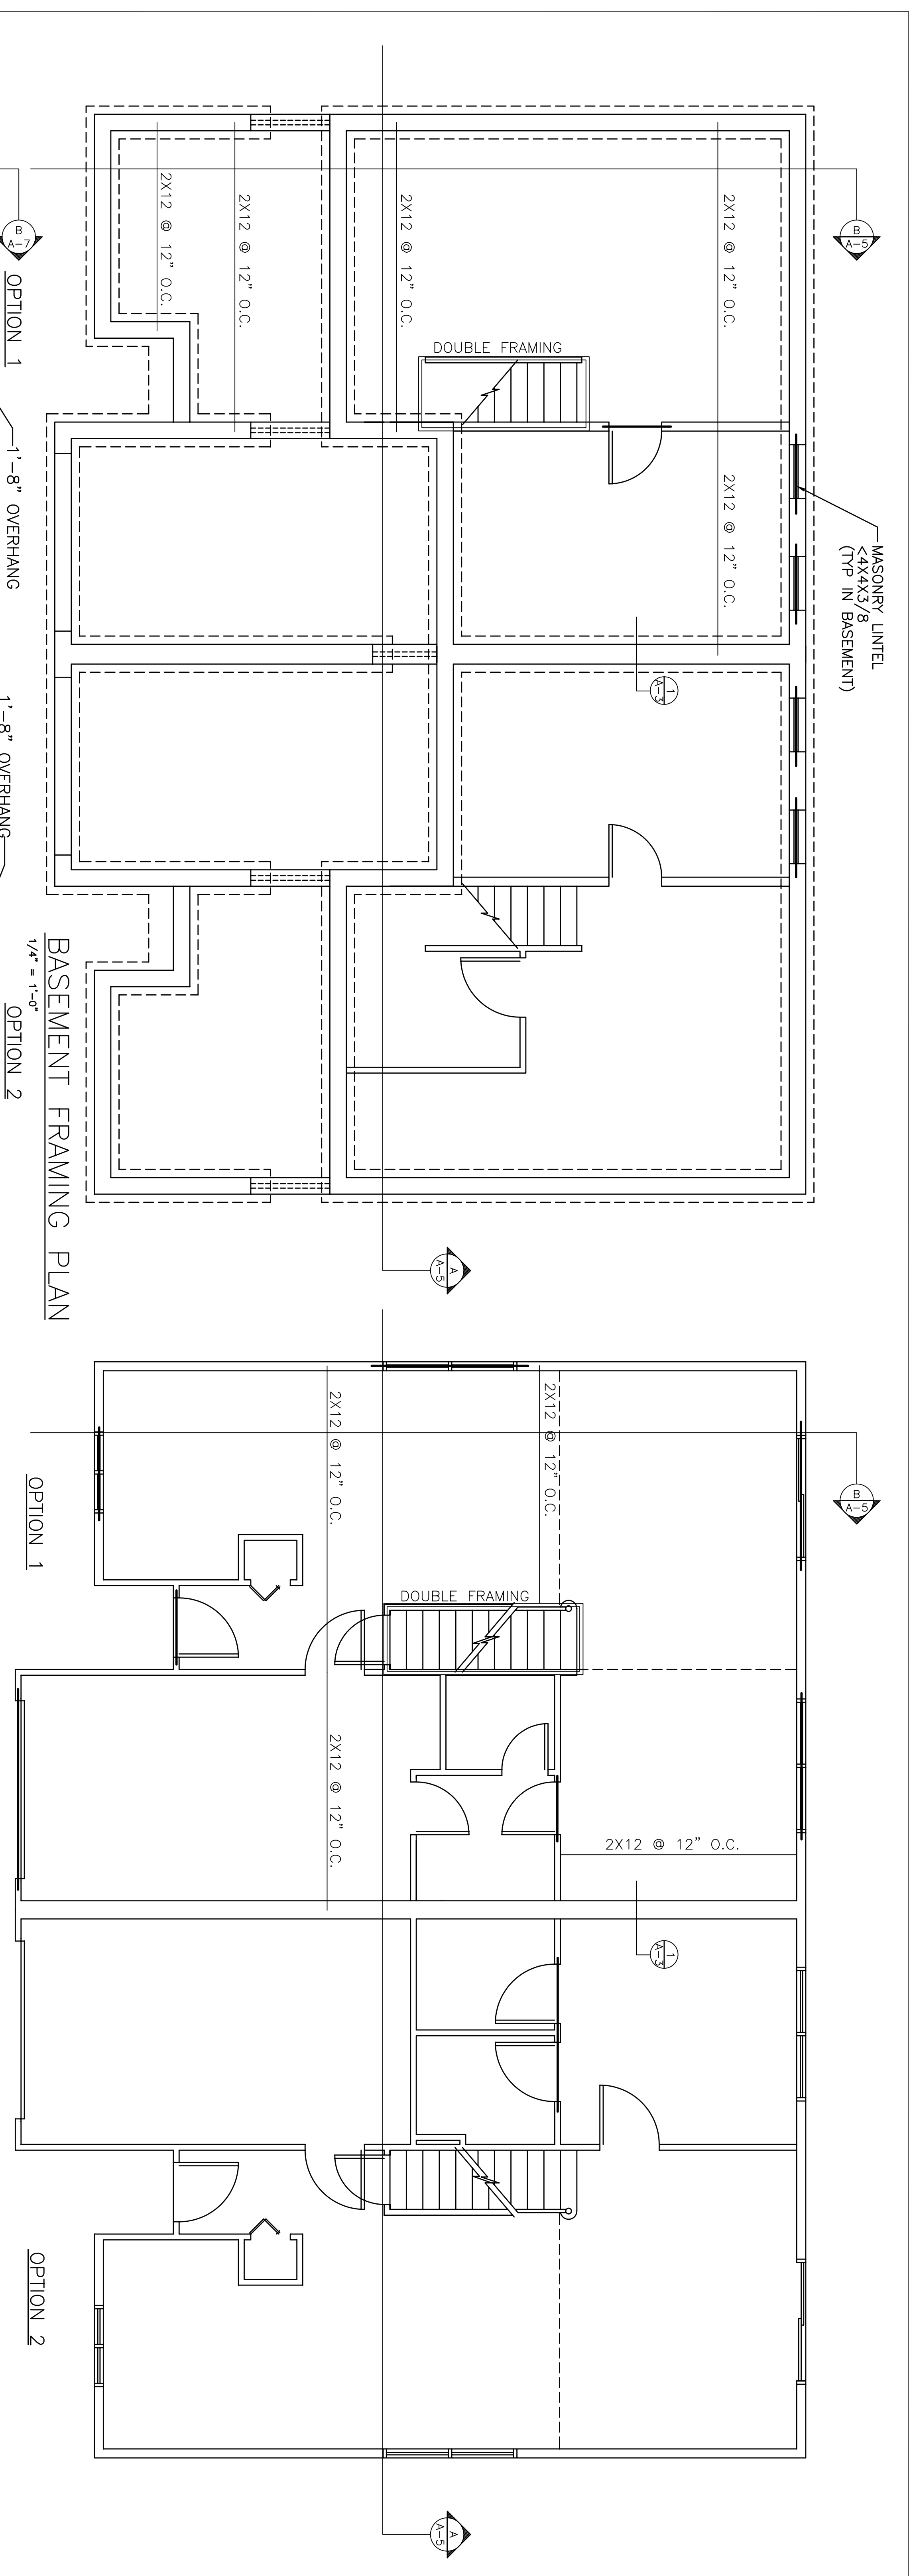 MASONRY LINTEL
<4X4X3/8
(TYP IN BASEMENT)
B
A-5
2X12 @ 12" O.C.
2X12 @ 12" O.C.
1
A-3
DOUBLE FRAMING
2X12 @ 12" O.C.
2X12 @ 12" O.C.
2X12 @ 12" O.C.
A
A-5
BASEMENT FRAMING PLAN
1/4" = 1'-0"
B
A-7
OPTION 1
1'-8" OVERHANG
1'-8" OVERHANG
OPTION 2
B
A-5
2X12 @ 12" O.C.
DOUBLE FRAMING
2X12 @ 12" O.C.
1
A-3
2X12 @ 12" O.C.
2X12 @ 12" O.C.
A
A-5
OPTION 1
OPTION 2